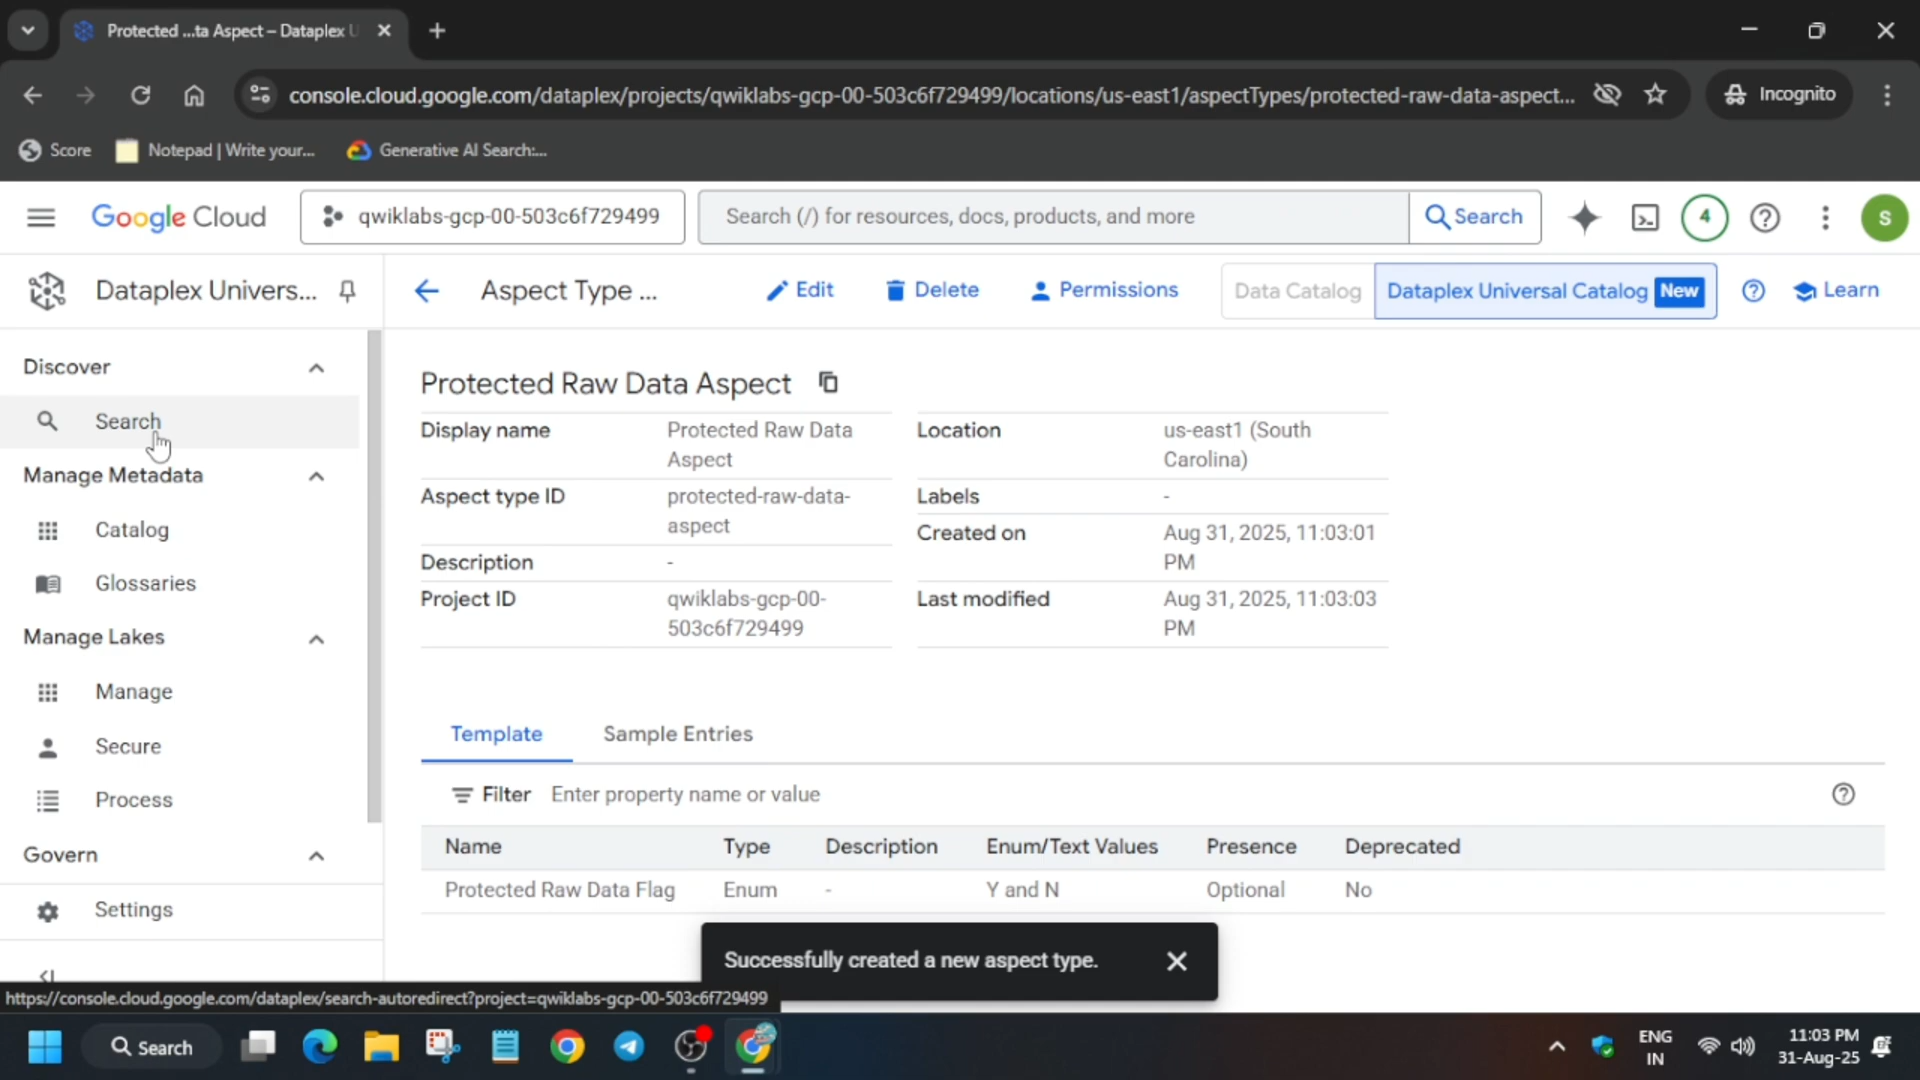 Protected ...ta Aspect – Dataplex U
console.cloud.google.com/dataplex/projects/qwiklabs-gcp-00-503c6f729499/locations/us-east1/aspectTypes/protected-raw-data-aspect...
Incognito
Score
Notepad | Write your...
Generative AI Search:...
Google Cloud
qwiklabs-gcp-00-503c6f729499
Search (/) for resources, docs, products, and more
Search
4
S
Dataplex Univers...
Aspect Type ...
Edit
Delete
Permissions
Data Catalog
Dataplex Universal Catalog New
Learn
Discover
Search
Manage Metadata
Catalog
Glossaries
Manage Lakes
Manage
Secure
Process
Govern
Settings
Protected Raw Data Aspect
Display name
Protected Raw Data
Aspect
Aspect type ID
protected-raw-data-
aspect
Description
-
Project ID
qwiklabs-gcp-00-
503c6f729499
Location
us-east1 (South
Carolina)
Labels
-
Created on
Aug 31, 2025, 11:03:01
PM
Last modified
Aug 31, 2025, 11:03:03
PM
Template
Sample Entries
Filter Enter property name or value
Name Type Description Enum/Text Values Presence Deprecated
Protected Raw Data Flag Enum - Y and N Optional No
Successfully created a new aspect type.
https://console.cloud.google.com/dataplex/search-autoredirect?project=qwiklabs-gcp-00-503c6f729499
Search
ENG
IN
11:03 PM
31-Aug-25